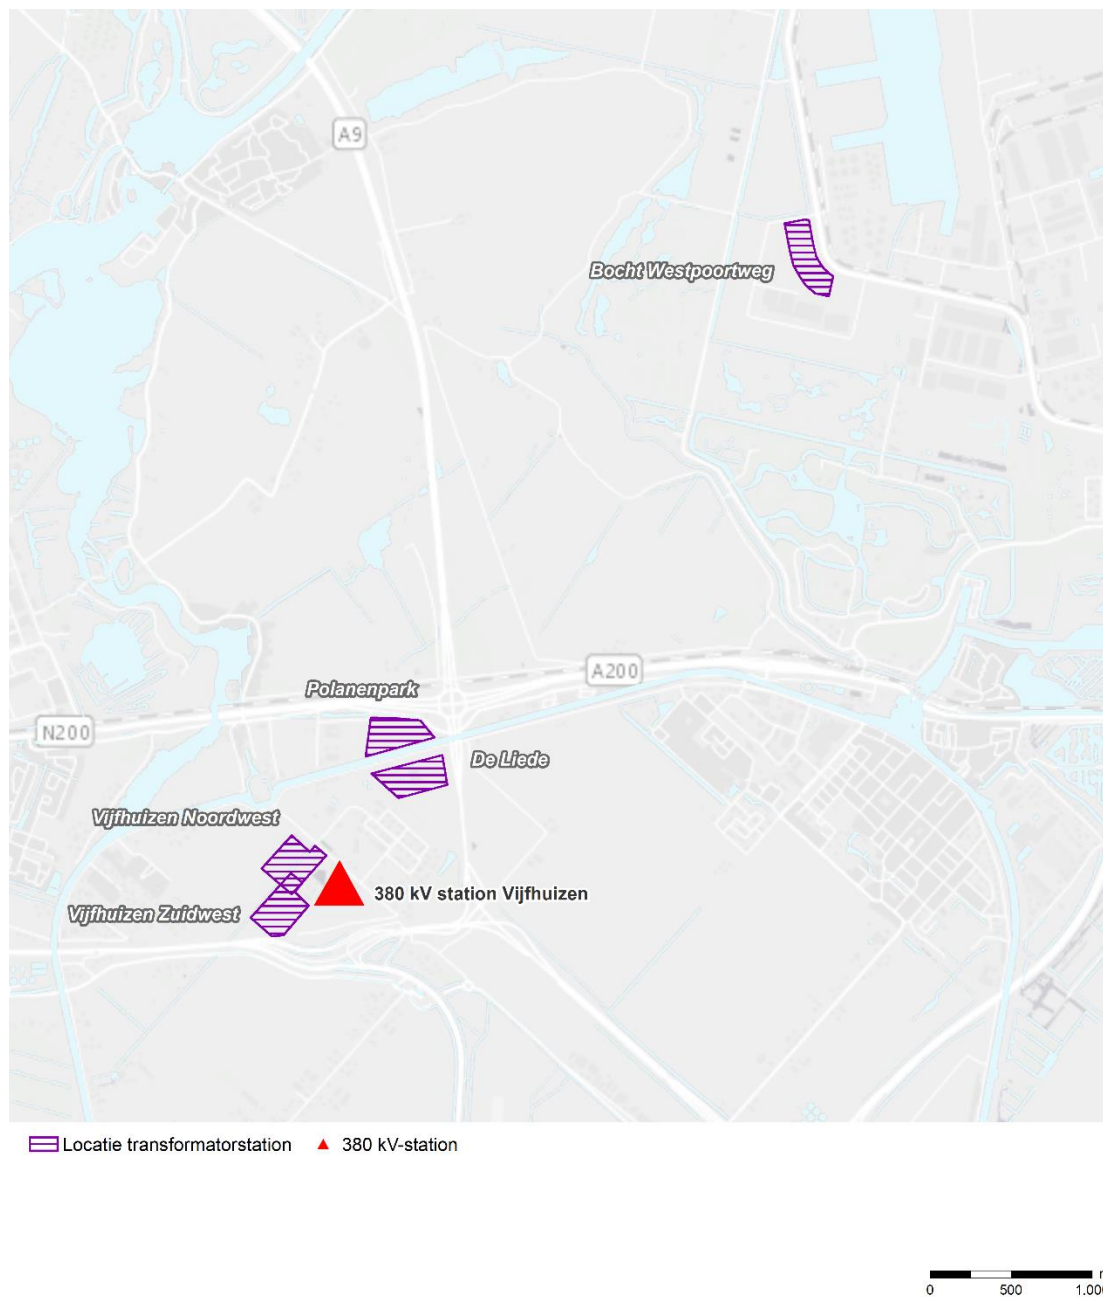 A9
Bocht Westpoortweg
A200
Polanenpark
N200
De Liede
Vijfhuizen Noordwest
380 kV station Vijfhuizen
Vijfhuizen Zuidwest
Locatie transformatorstation 380 kV-station
0 500